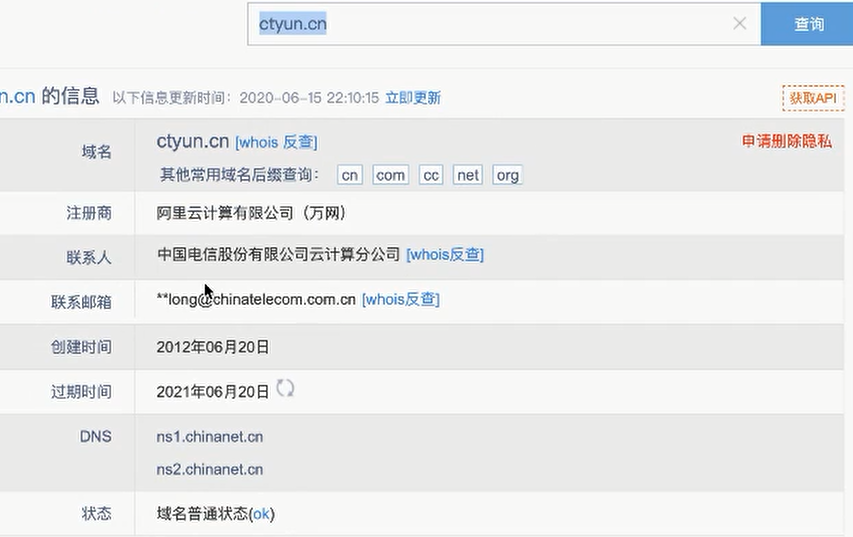 ctyun.cn
查询
n.cn 的信息 以下信息更新时间：2020-06-15 22:10:15 立即更新
获取API
域名
ctyun.cn [whois 反查]
申请删除隐私
其他常用域名后缀查询： cn com cc net org
注册商 阿里云计算有限公司（万网）
联系人 中国电信股份有限公司云计算分公司 [whois反查]
联系邮箱 **long@chinatelecom.com.cn [whois反查]
创建时间 2012年06月20日
过期时间 2021年06月20日
DNS ns1.chinanet.cn
ns2.chinanet.cn
状态 域名普通状态(ok)